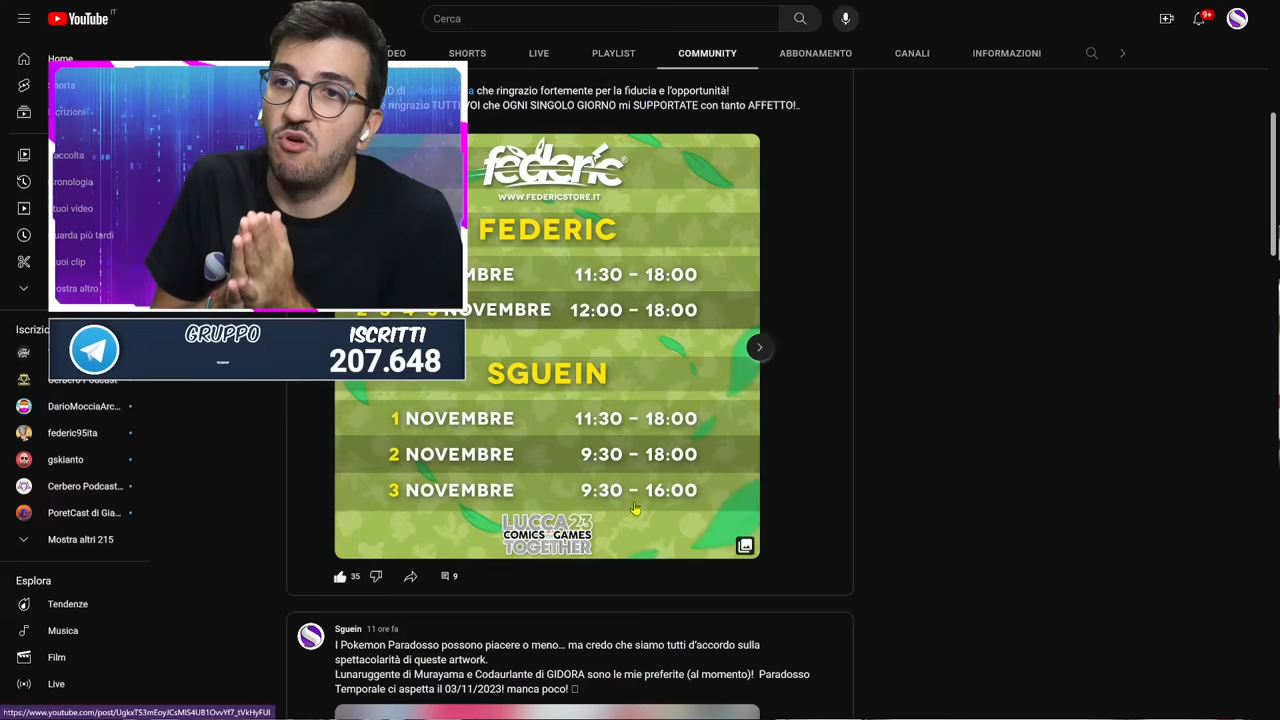 YouTube IT
Cerca
9+
Home
SHORTS
LIVE
PLAYLIST
COMMUNITY
ABBONAMENTO
CANALI
INFORMAZIONI
che ringrazio fortemente per la fiducia e l'opportunità!
ringrazio TUTTI VOI che OGNI SINGOLO GIORNO mi SUPPORTATE con tanto AFFETTO!..
federic®
WWW.FEDERICSTORE.IT
FEDERIC
11:30 - 18:00
NOVEMBRE 12:00 - 18:00
SGUEIN
1 NOVEMBRE 11:30 - 18:00
2 NOVEMBRE 9:30 - 18:00
3 NOVEMBRE 9:30 - 16:00
LUCCA23
COMICS&GAMES
TOGETHER
GRUPPO
ISCRITTI
207.648
Cerbero Podcast
DarioMocciaArc...
federic95ita
gskianto
Cerbero Podcast...
PoretCast di Gia...
Mostra altri 215
Esplora
Tendenze
Musica
Film
Live
35
9
Sguein 11 ore fa
I Pokemon Paradosso possono piacere o meno... ma credo che siamo tutti d'accordo sulla
spettacolarità di queste artwork.
Lunaruggente di Murayama e Codaurlante di GIDORA sono le mie preferite (al momento)! Paradosso
Temporale ci aspetta il 03/11/2023! manca poco!